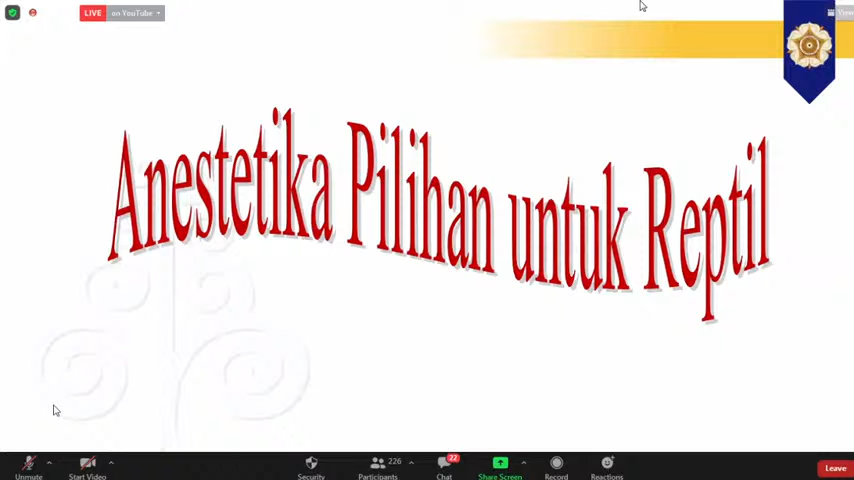 LIVE on YouTube
View
Anestetika Pilihan untuk Reptil
226
22
Unmute Start Video Security Participants Chat Share Screen Record Reactions Leave